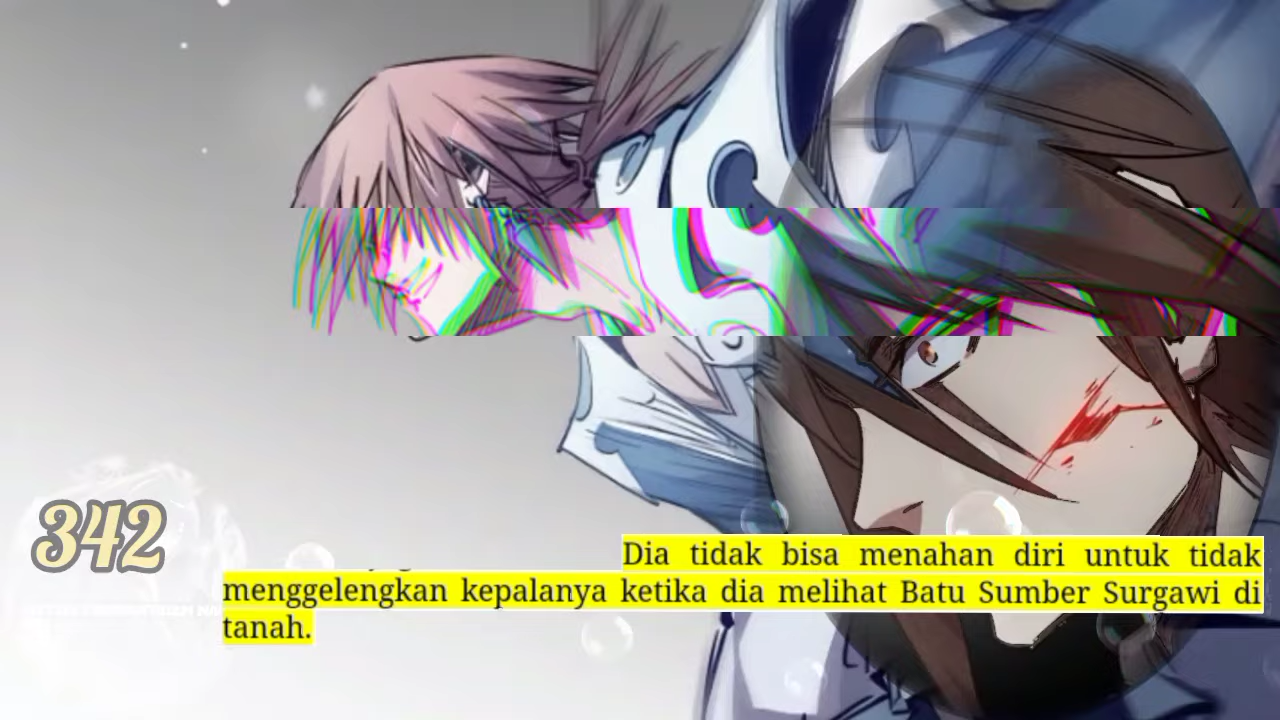 342
Dia tidak bisa menahan diri untuk tidak
menggelengkan kepalanya ketika dia melihat Batu Sumber Surgawi di
tanah.